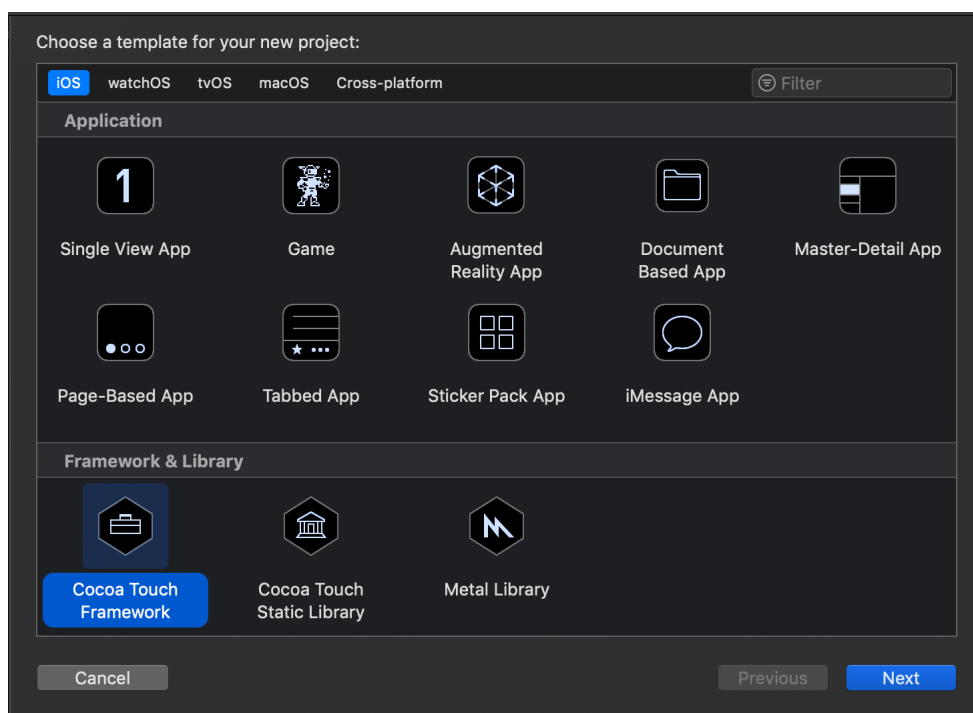 Choose a template for your new project:
iOS watchOS tvOS macOS Cross-platform Filter
Application
1
Single View App Game Augmented Reality App Document Based App Master-Detail App
Page-Based App Tabbed App Sticker Pack App iMessage App
Framework & Library
Cocoa Touch Framework Cocoa Touch Static Library Metal Library
Cancel Previous Next